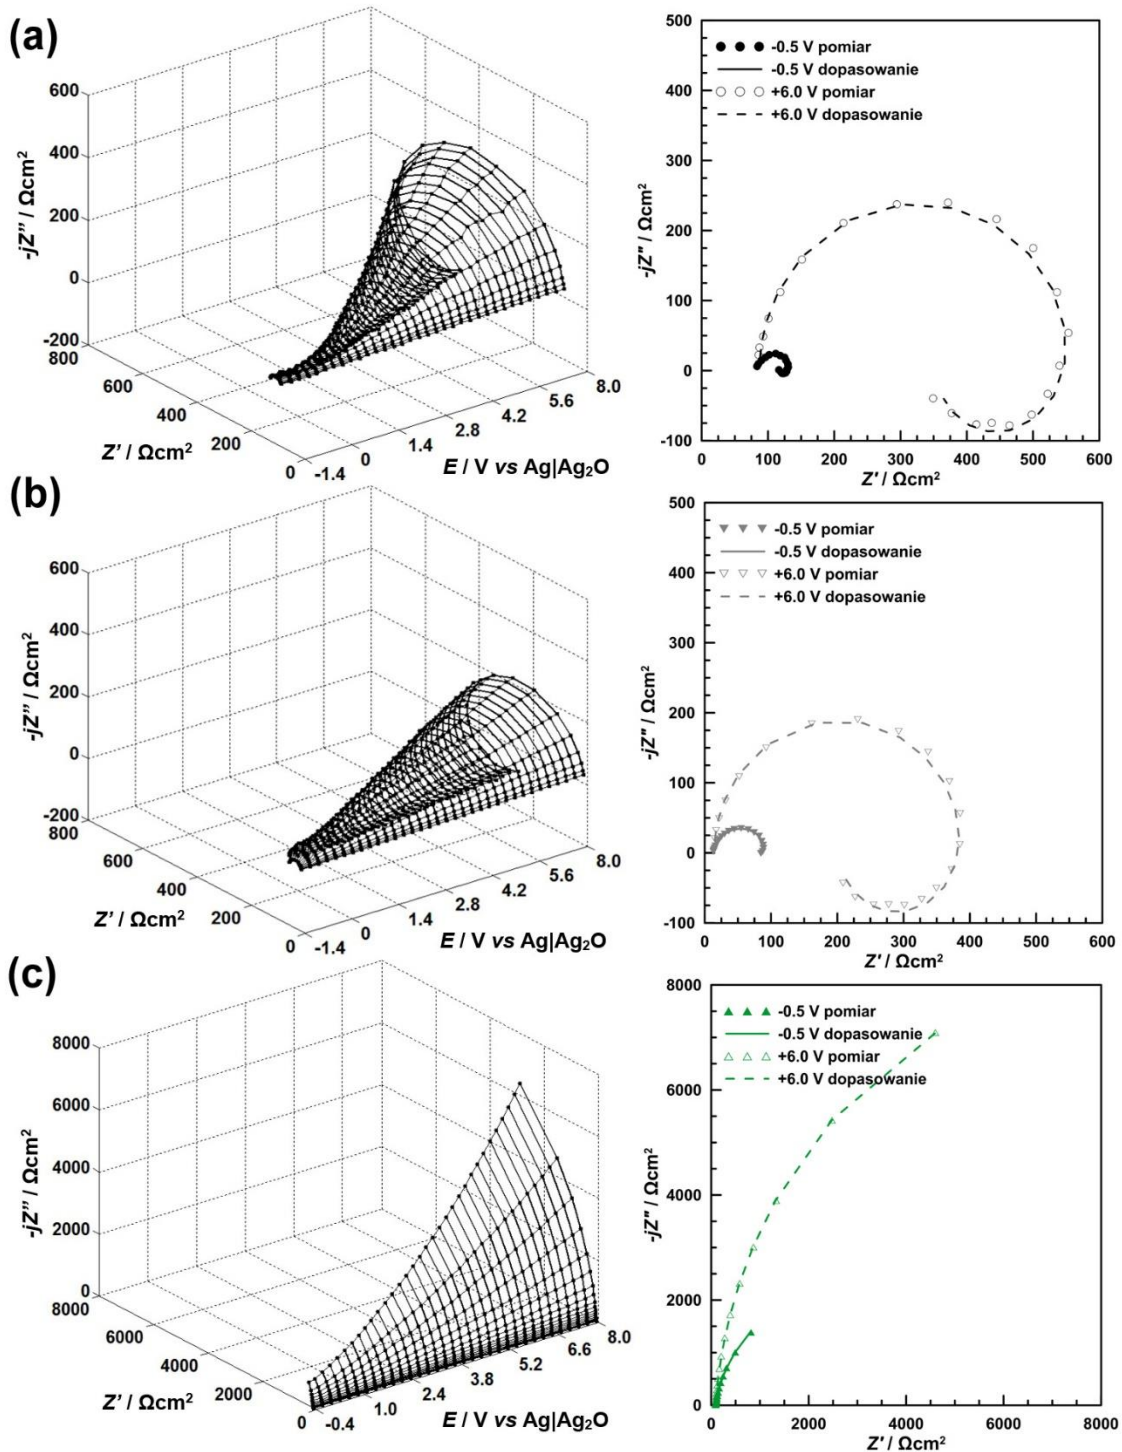 (a)
600
400
200
0
-200
-jZ″ / Ωcm²
800
600
400
200
0
Z′ / Ωcm²
-1.4
0
1.4
2.8
4.2
5.6
8.0
E / V vs Ag|Ag₂O
500
400
300
200
100
0
-100
-jZ″ / Ωcm²
-0.5 V pomiar
-0.5 V dopasowanie
+6.0 V pomiar
+6.0 V dopasowanie
0 100 200 300 400 500 600
Z′ / Ωcm²
(b)
600
400
200
0
-200
-jZ″ / Ωcm²
800
600
400
200
0
Z′ / Ωcm²
-1.4
0
1.4
2.8
4.2
5.6
8.0
E / V vs Ag|Ag₂O
500
400
300
200
100
0
-100
-jZ″ / Ωcm²
-0.5 V pomiar
-0.5 V dopasowanie
+6.0 V pomiar
+6.0 V dopasowanie
0 100 200 300 400 500 600
Z′ / Ωcm²
(c)
8000
6000
4000
2000
0
-jZ″ / Ωcm²
8000
6000
4000
2000
0
Z′ / Ωcm²
-0.4
1.0
2.4
3.8
5.2
6.6
8.0
E / V vs Ag|Ag₂O
8000
6000
4000
2000
0
-jZ″ / Ωcm²
-0.5 V pomiar
-0.5 V dopasowanie
+6.0 V pomiar
+6.0 V dopasowanie
0 2000 4000 6000 8000
Z′ / Ωcm²